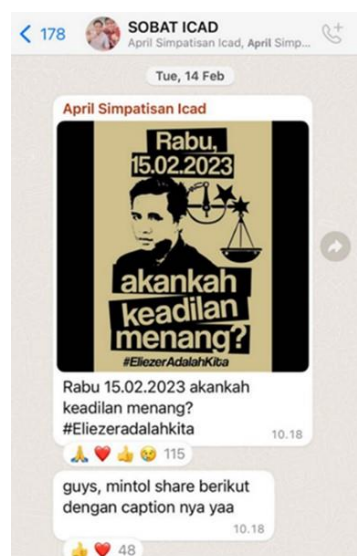 178
SOBAT ICAD
April Simpatisan Icad, April Simp...
Tue, 14 Feb
April Simpatisan Icad
Rabu,
15.02.2023
akankah
keadilan
menang?
#EliezerAdalahKita
Rabu 15.02.2023 akankah
keadilan menang?
#Eliezeradalahkita
10.18
115
guys, mintol share berikut
dengan caption nya yaa
10.18
48